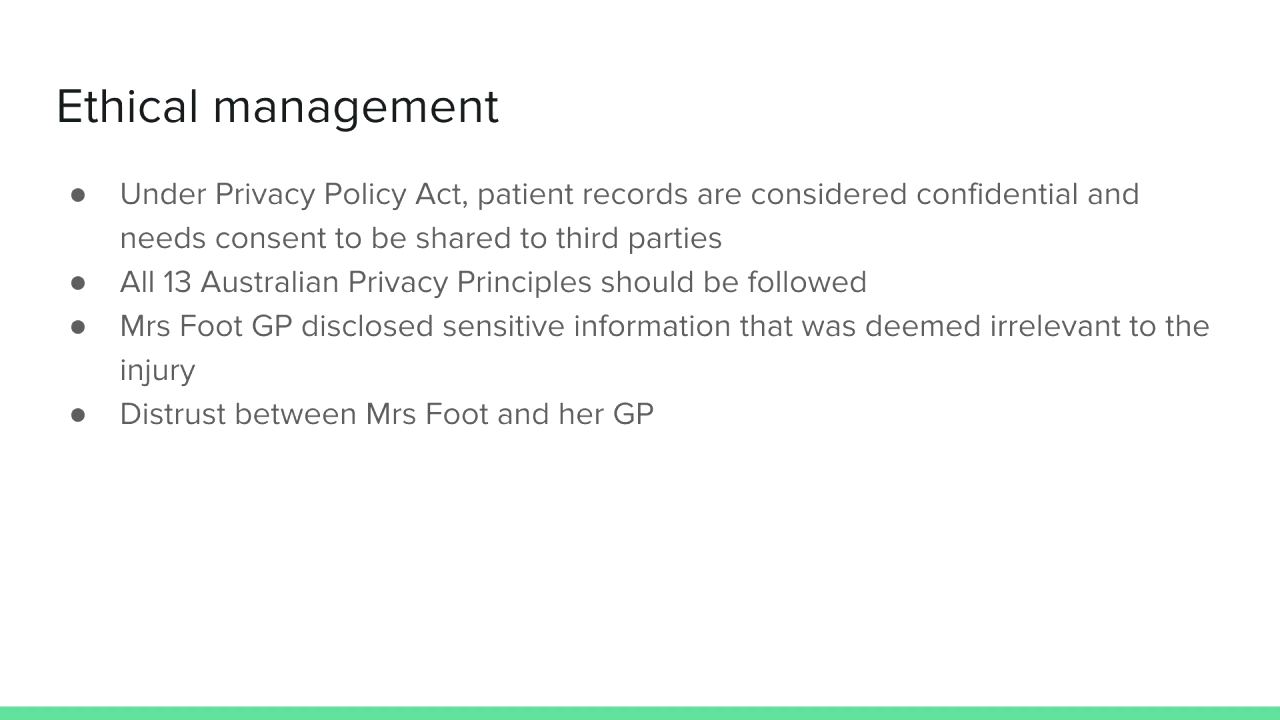 Ethical management
● Under Privacy Policy Act, patient records are considered confidential and
needs consent to be shared to third parties
● All 13 Australian Privacy Principles should be followed
● Mrs Foot GP disclosed sensitive information that was deemed irrelevant to the
injury
● Distrust between Mrs Foot and her GP